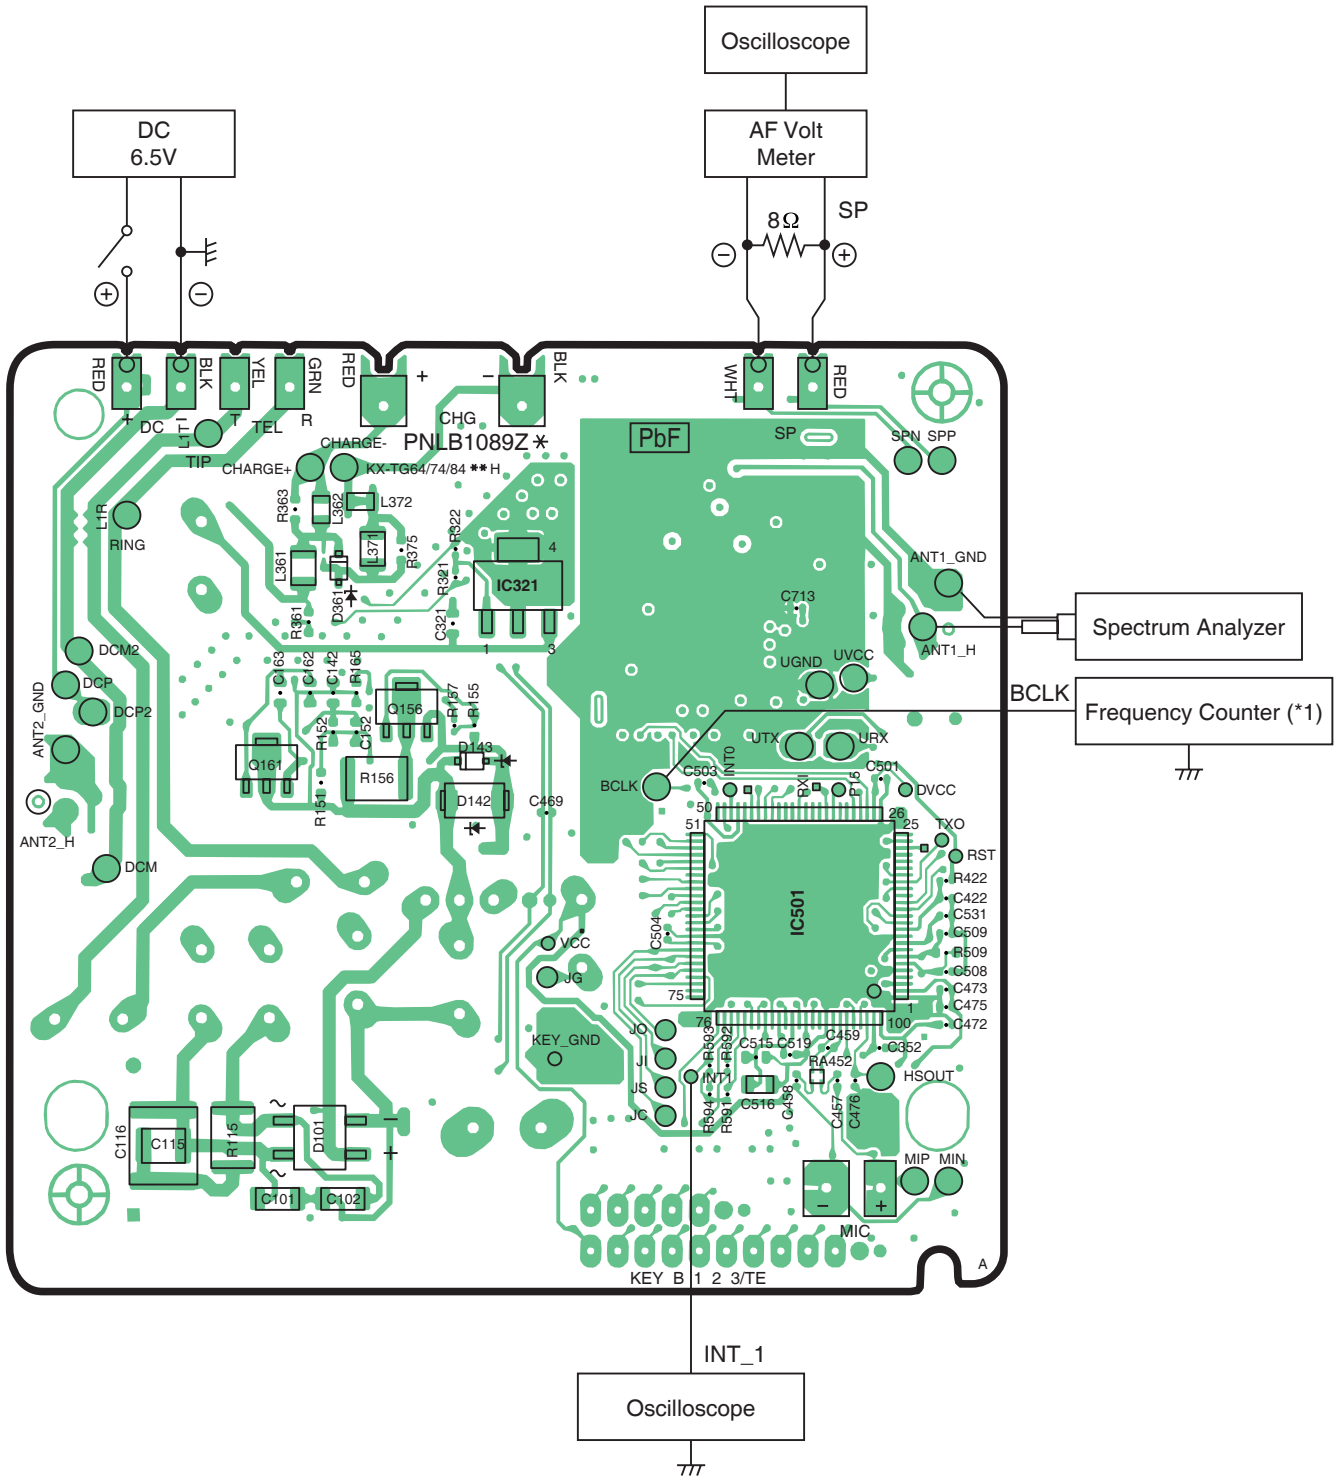 Oscilloscope
DC
6.5V
AF Volt
Meter
SP
8Ω
− +
+ −
RED
BLK
YEL
GRN
RED
+
−
BLK
WHT
RED
+
DC
−
L1T
T
TEL
R
CHG
TIP
PNLB1089Z*
CHARGE-
CHARGE+
KX-TG64/74/84 **H
PbF
SP
SPN SPP
R363
L362
L372
L1R
RING
L361
D361
L371
R375
R322
R321
4
IC321
R361
C321
1
3
C713
ANT1_GND
ANT1_H
Spectrum Analyzer
DCM2
DCP
DCP2
ANT2_GND
C163
C162
C142
R165
Q156
R157
R155
R152
C152
UGND
UVCC
BCLK
Frequency Counter (*1)
UTX
URX
Q161
R156
D143
D142
R151
C469
BCLK
C503
INT0
RXI
P15
C501
DVCC
ANT2_H
DCM
50
26
51
25
TXO
RST
R422
C422
C531
C509
R509
C508
C473
C475
C472
IC501
C504
VCC
JG
75
1
76
100
KEY_GND
JO
JI
JS
JC
INT1
R593
R592
R594
R591
C515
C519
C459
RA452
C352
C516
C458
C457
C476
HSOUT
C116
C115
R115
~
~
D101
−
+
C101
C102
MIP MIN
−
+
MIC
KEY B 1 2 3/TE
A
INT_1
Oscilloscope